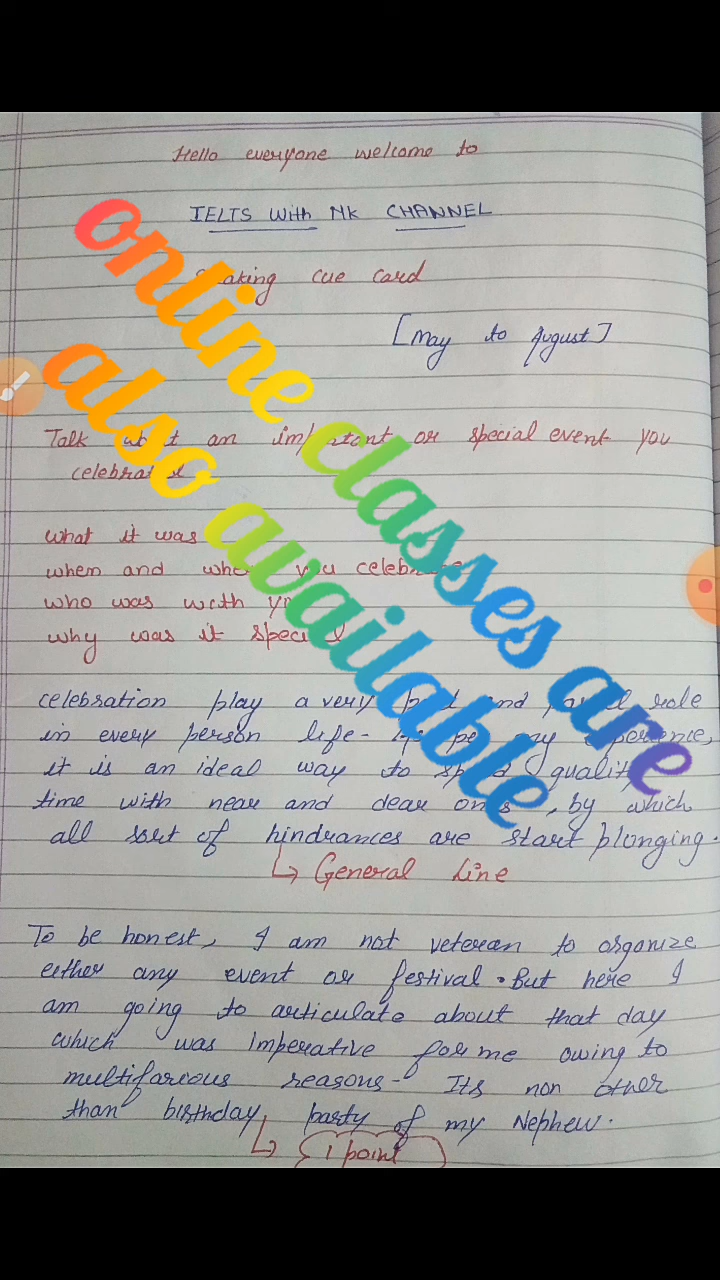 Hello everyone welcome to
IELTS With NK CHANNEL
cue card
[May to August]
Talk an or special event you
what it was
when and you
who was with
why was it
celebration play a very and role
in every person life-
it is an ideal way to quality
time with near and dear , by which
all sort of hindrances are start plonging.
↳ General Line
To be honest, I am not veteran to organize
either any event or festival. But here I
am going to articulate about that day
which was Imperative for me owing to
multifarious reasons- Its non other
than birthday party of my Nephew.
↳ 1 point
online classes are
also available